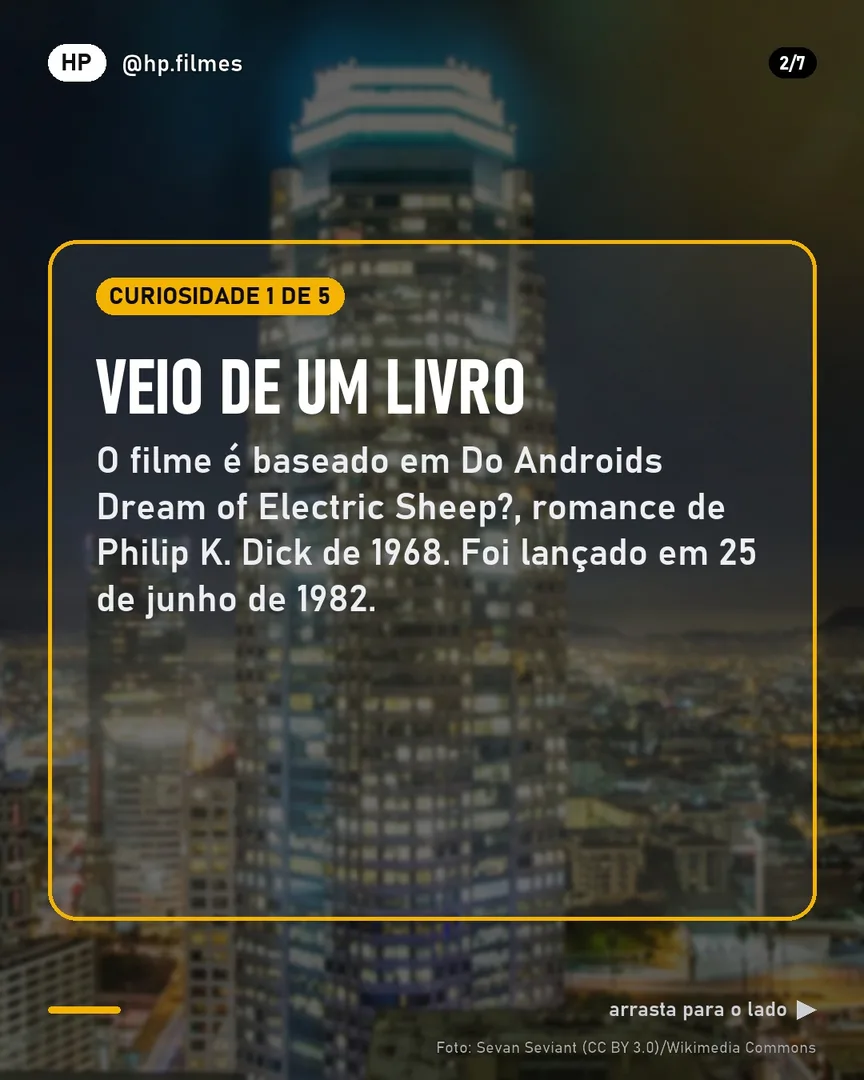 HP @hp.filmes
2/7
CURIOSIDADE 1 DE 5
VEIO DE UM LIVRO
O filme é baseado em Do Androids
Dream of Electric Sheep?, romance de
Philip K. Dick de 1968. Foi lançado em 25
de junho de 1982.
arrasta para o lado ▶
Foto: Sevan Seviant (CC BY 3.0)/Wikimedia Commons